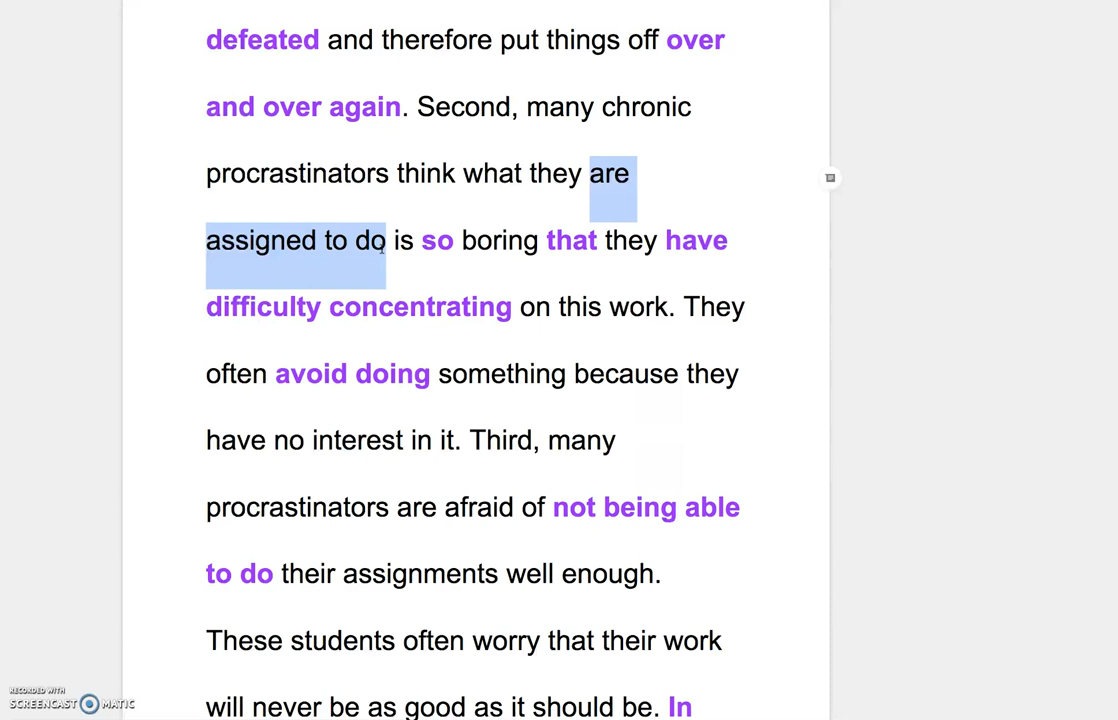 defeated and therefore put things off over
and over again. Second, many chronic
procrastinators think what they are
assigned to do is so boring that they have
difficulty concentrating on this work. They
often avoid doing something because they
have no interest in it. Third, many
procrastinators are afraid of not being able
to do their assignments well enough.
These students often worry that their work
will never be as good as it should be. In
RECORDED WITH
SCREENCAST MATIC